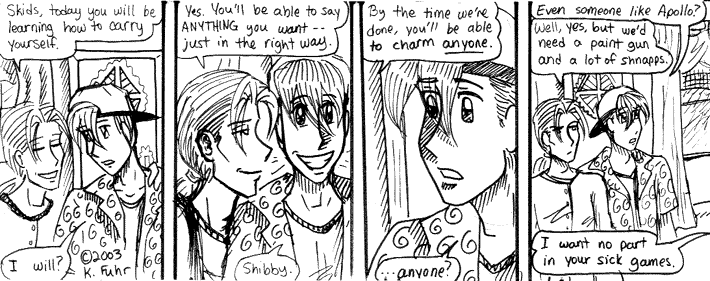 Skids, today you will be
learning how to carry
yourself.
I will?
©2003
K. Fuhr
Yes. You'll be able to say
ANYTHING you want --
just in the right way.
Shibby.
By the time we're
done, you'll be able
to charm anyone.
...anyone?
Even someone like Apollo?
Well, yes, but we'd
need a paint gun
and a lot of shnapps.
I want no part
in your sick games.